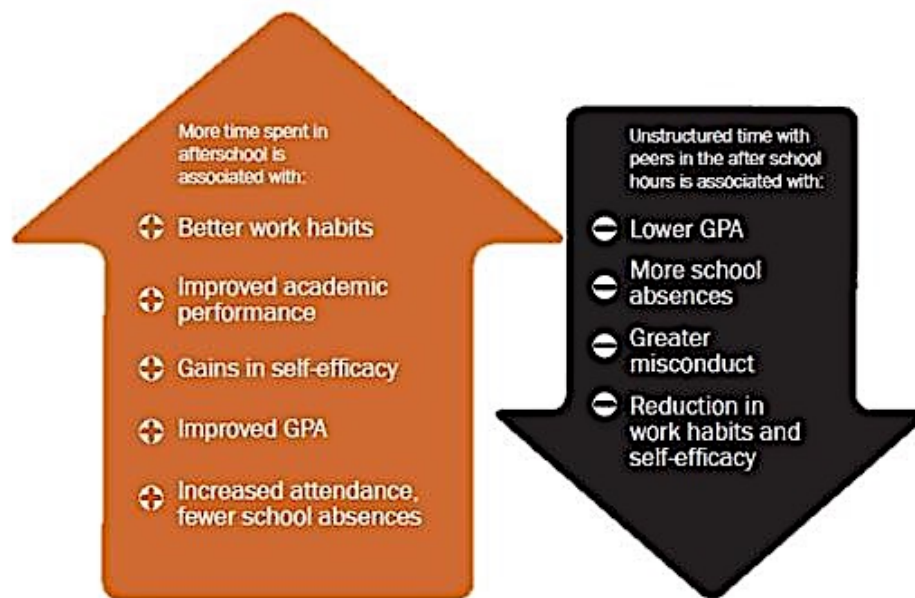 More time spent in
afterschool is
associated with:
Better work habits
Improved academic
performance
Gains in self-efficacy
Improved GPA
Increased attendance,
fewer school absences
Unstructured time with
peers in the after school
hours is associated with:
Lower GPA
More school
absences
Greater
misconduct
Reduction in
work habits and
self-efficacy